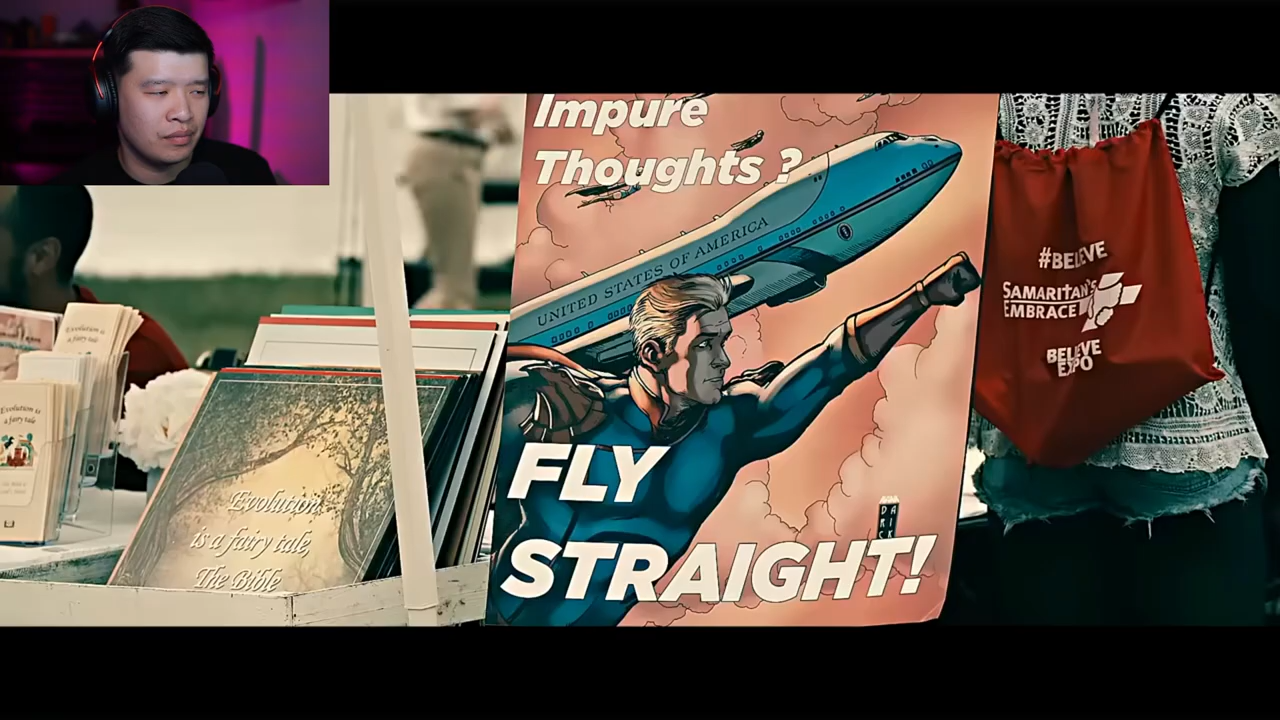 Impure
Thoughts ?
UNITED STATES OF AMERICA
FLY
STRAIGHT!
DARICK
#BELIEVE
SAMARITAN'S
EMBRACE
BELIEVE
EXPO
Evolution is
a fairy tale
Evolution
is a fairy tale,
The Bible